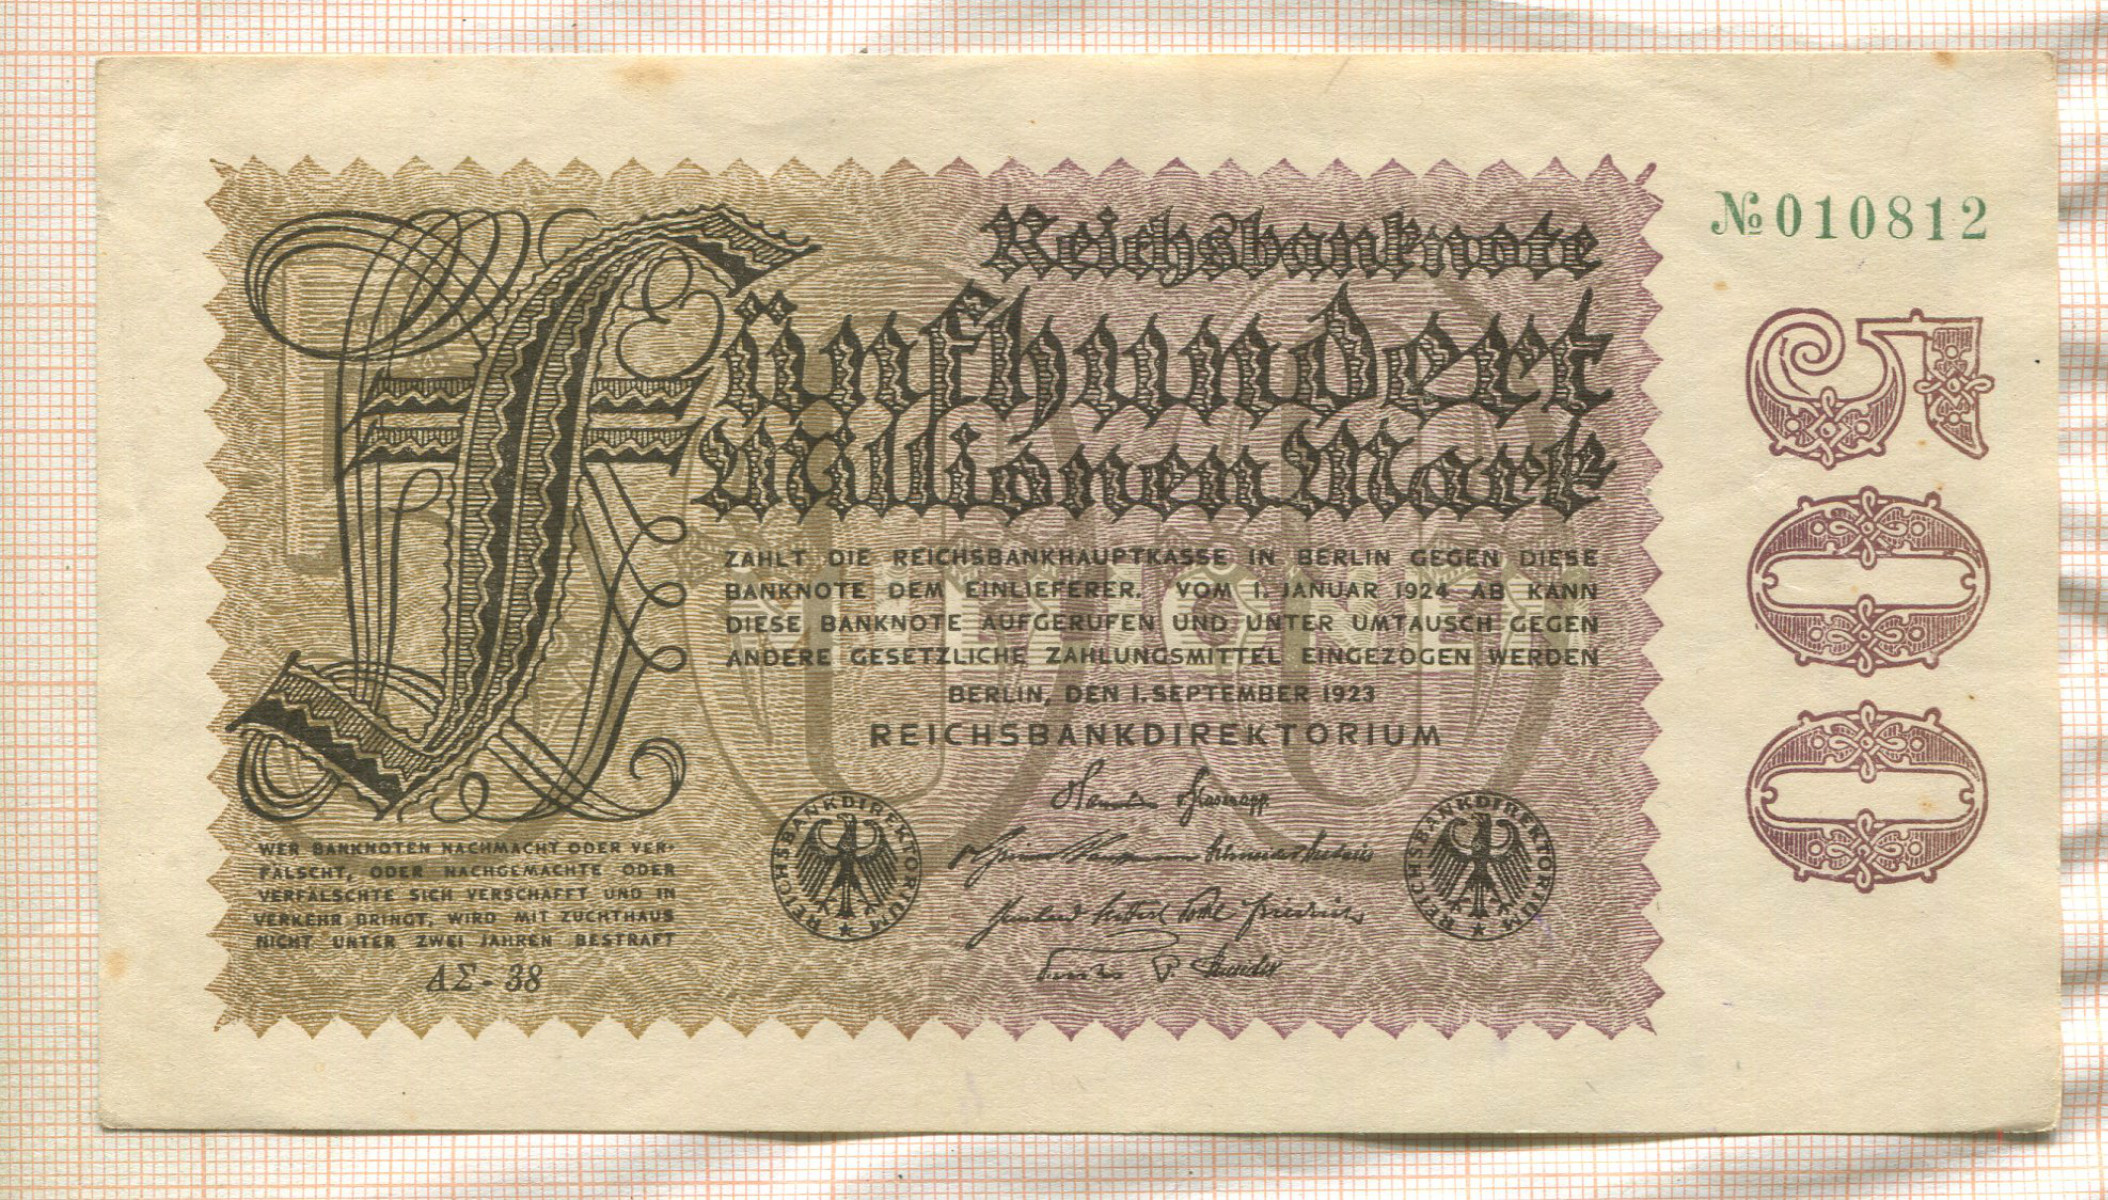 Reichsbanknote
№010812
Fünfhundert
Millionen Mark
500
ZAHLT DIE REICHSBANKHAUPTKASSE IN BERLIN GEGEN DIESE
BANKNOTE DEM EINLIEFERER. VOM 1. JANUAR 1924 AB KANN
DIESE BANKNOTE AUFGERUFEN UND UNTER UMTAUSCH GEGEN
ANDERE GESETZLICHE ZAHLUNGSMITTEL EINGEZOGEN WERDEN
BERLIN, DEN 1. SEPTEMBER 1923
REICHSBANKDIREKTORIUM
REICHSBANKDIREKTORIUM
REICHSBANKDIREKTORIUM
WER BANKNOTEN NACHMACHT ODER VER-
FÄLSCHT, ODER NACHGEMACHTE ODER
VERFÄLSCHTE SICH VERSCHAFFT UND IN
VERKEHR BRINGT, WIRD MIT ZUCHTHAUS
NICHT UNTER ZWEI JAHREN BESTRAFT
ΔΣ-38